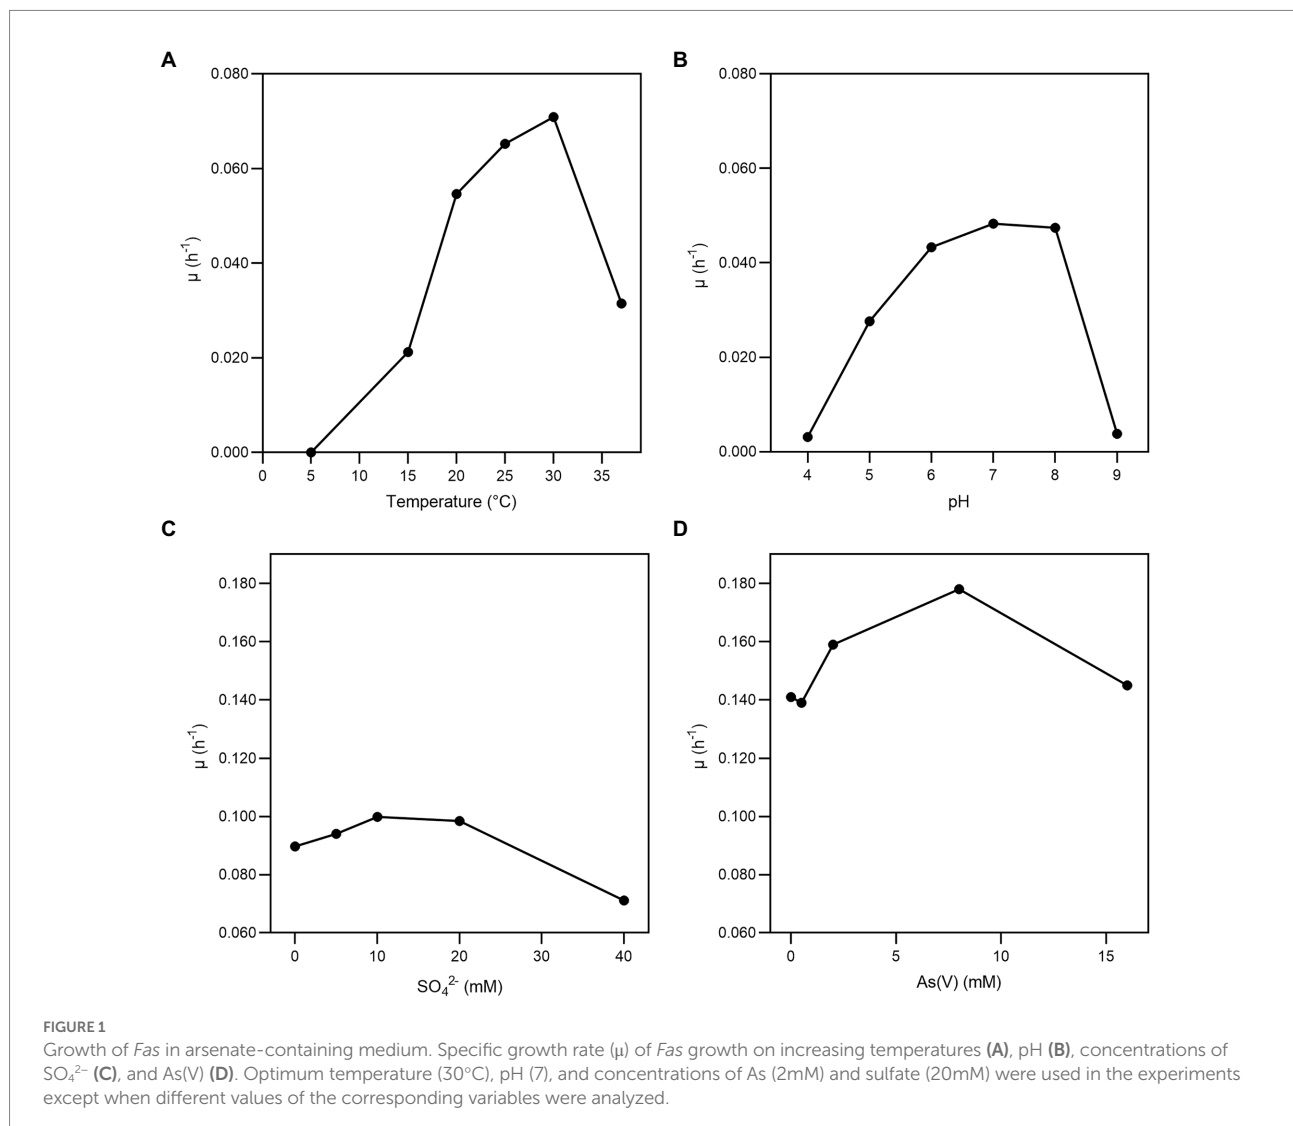 A
0.080
0.060
0.040
0.020
0.000
μ (h-1)
0 5 10 15 20 25 30 35
Temperature (°C)
B
0.080
0.060
0.040
0.020
0.000
μ (h-1)
4 5 6 7 8 9
pH
C
0.180
0.160
0.140
0.120
0.100
0.080
0.060
μ (h-1)
0 10 20 30 40
SO42- (mM)
D
0.180
0.160
0.140
0.120
0.100
0.080
0.060
μ (h-1)
0 5 10 15
As(V) (mM)
FIGURE 1
Growth of Fas in arsenate-containing medium. Specific growth rate (μ) of Fas growth on increasing temperatures (A), pH (B), concentrations of
SO42− (C), and As(V) (D). Optimum temperature (30°C), pH (7), and concentrations of As (2mM) and sulfate (20mM) were used in the experiments
except when different values of the corresponding variables were analyzed.